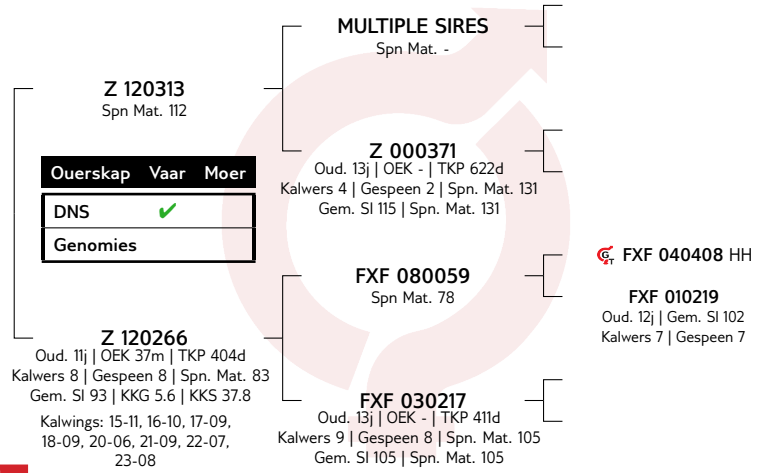 MULTIPLE SIRES
Spn Mat. -
Z 120313
Spn Mat. 112
Z 000371
Oud. 13j | OEK - | TKP 622d
Kalwers 4 | Gespeen 2 | Spn. Mat. 131
Gem. SI 115 | Spn. Mat. 131
Ouerskap Vaar Moer
DNS ✔
Genomies
FXF 080059
Spn Mat. 78
GT FXF 040408 HH
FXF 010219
Oud. 12j | Gem. SI 102
Kalwers 7 | Gespeen 7
Z 120266
Oud. 11j | OEK 37m | TKP 404d
Kalwers 8 | Gespeen 8 | Spn. Mat. 83
Gem. SI 93 | KKG 5.6 | KKS 37.8
Kalwings: 15-11, 16-10, 17-09,
18-09, 20-06, 21-09, 22-07,
23-08
FXF 030217
Oud. 13j | OEK - | TKP 411d
Kalwers 9 | Gespeen 8 | Spn. Mat. 105
Gem. SI 105 | Spn. Mat. 105